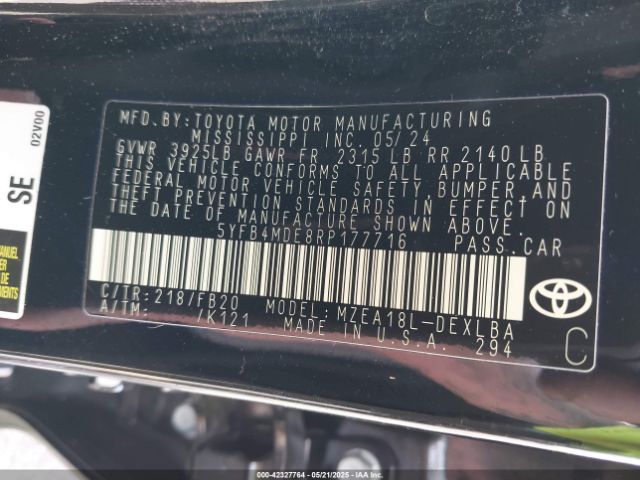 MFD. BY: TOYOTA MOTOR MANUFACTURING
MISSISSIPPI INC. 05/24
GVWR 3925LB GAWR FR 2315 LB RR 2140 LB
THIS VEHICLE CONFORMS TO ALL APPLICABLE
FEDERAL MOTOR VEHICLE SAFETY, BUMPER AND
THEFT PREVENTION STANDARDS IN EFFECT ON
THE DATE OF MANUFACTURE SHOWN ABOVE.
5YFB4MDE8RP177716 PASS.CAR
C/TR: 218/FB20 MODEL: MZEA18L-DEXLBA
A/TM: /K121 MADE IN U.S.A. 294
C
SE
02V00
MANUEL
000-42327764 - 05/21/2025 - IAAI.COM